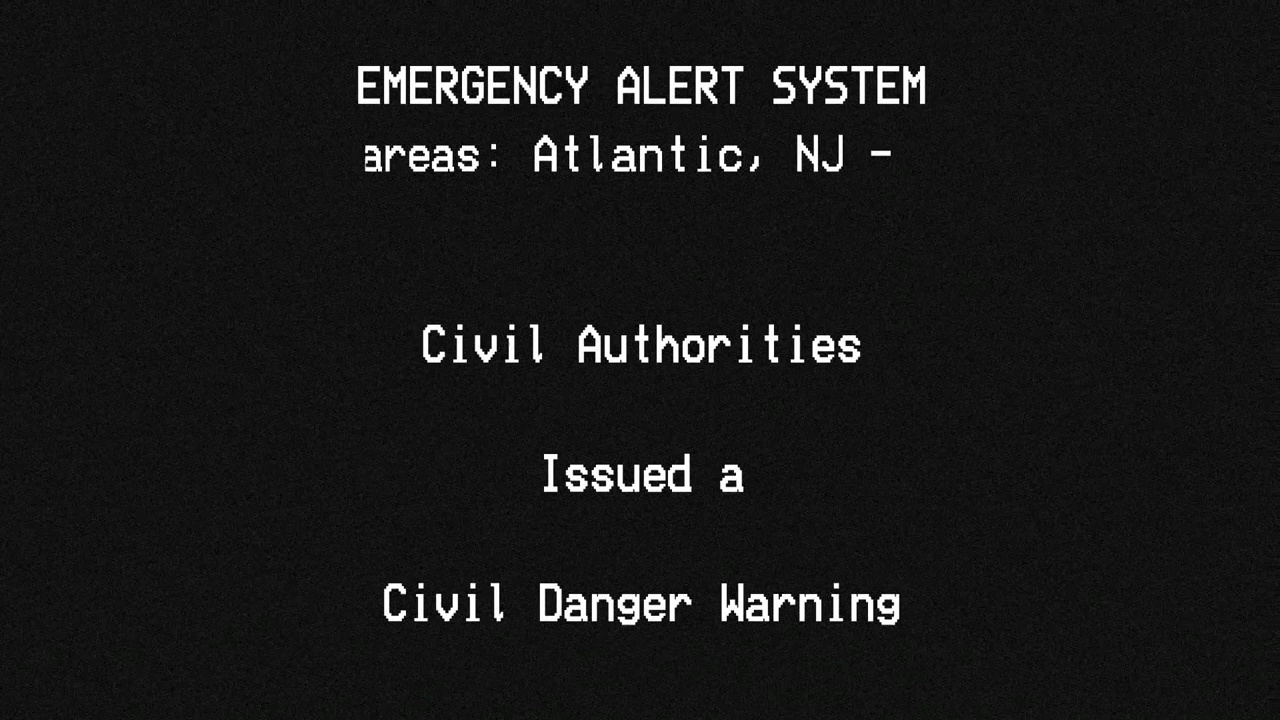 EMERGENCY ALERT SYSTEM
areas: Atlantic, NJ -
Civil Authorities
Issued a
Civil Danger Warning